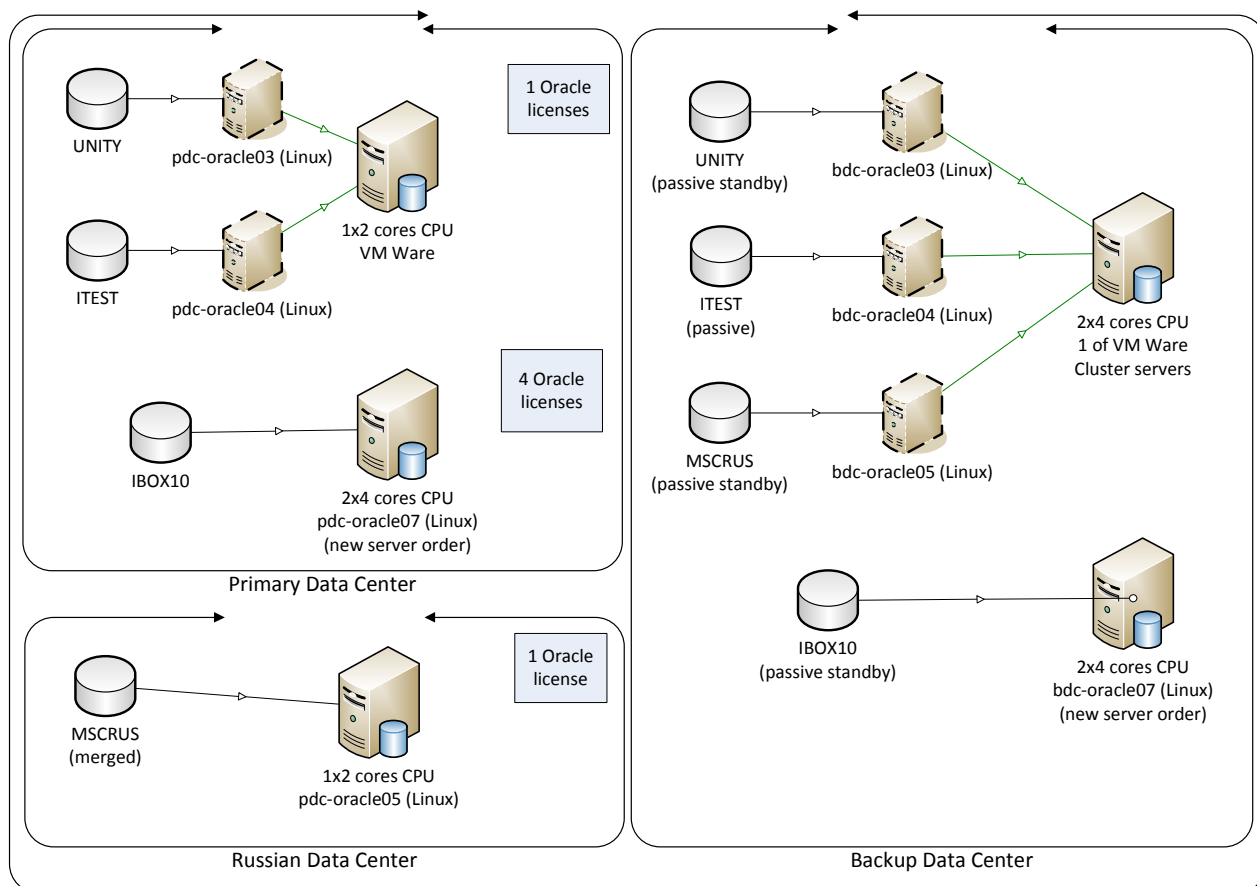 UNITY
pdc-oracle03 (Linux)
1 Oracle
licenses
1x2 cores CPU
VM Ware
ITEST
pdc-oracle04 (Linux)
4 Oracle
licenses
IBOX10
2x4 cores CPU
pdc-oracle07 (Linux)
(new server order)
Primary Data Center
1 Oracle
license
MSCRUS
(merged)
1x2 cores CPU
pdc-oracle05 (Linux)
Russian Data Center
UNITY
(passive standby)
bdc-oracle03 (Linux)
ITEST
(passive)
bdc-oracle04 (Linux)
2x4 cores CPU
1 of VM Ware
Cluster servers
MSCRUS
(passive standby)
bdc-oracle05 (Linux)
IBOX10
(passive standby)
2x4 cores CPU
bdc-oracle07 (Linux)
(new server order)
Backup Data Center